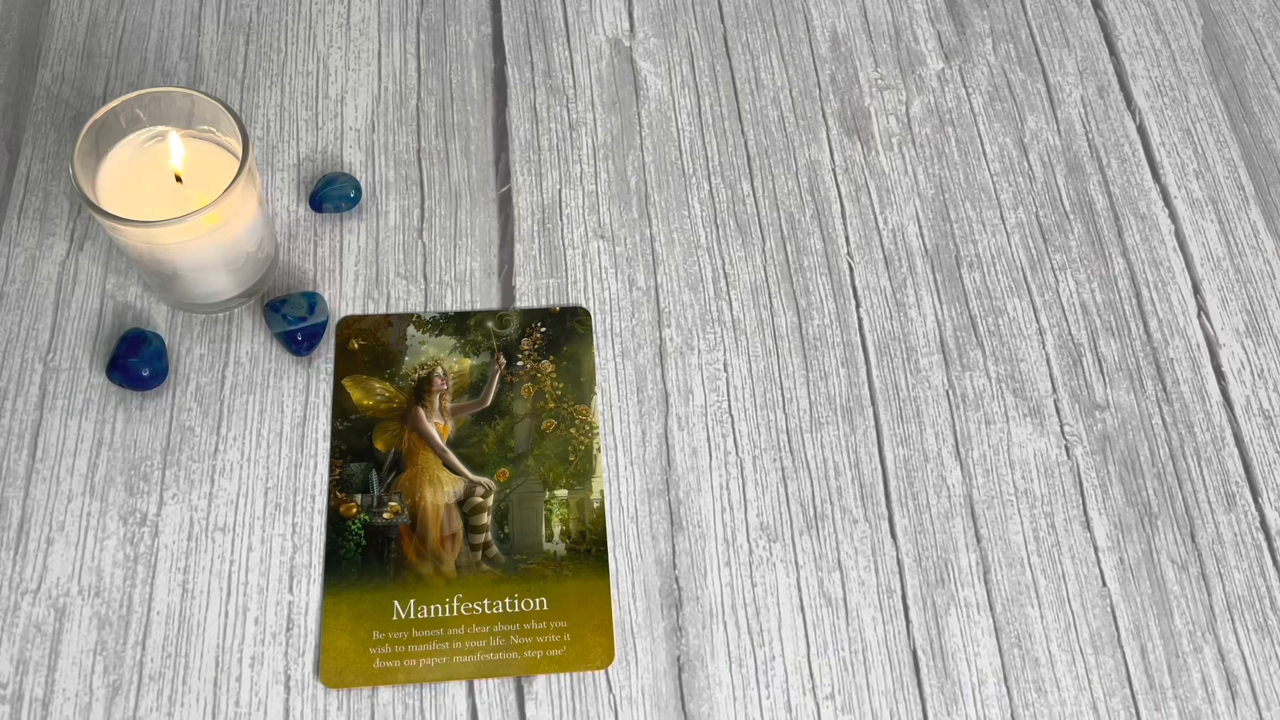 Manifestation
Be very honest and clear about what you
wish to manifest in your life. Now write it
down on paper: manifestation, step one!